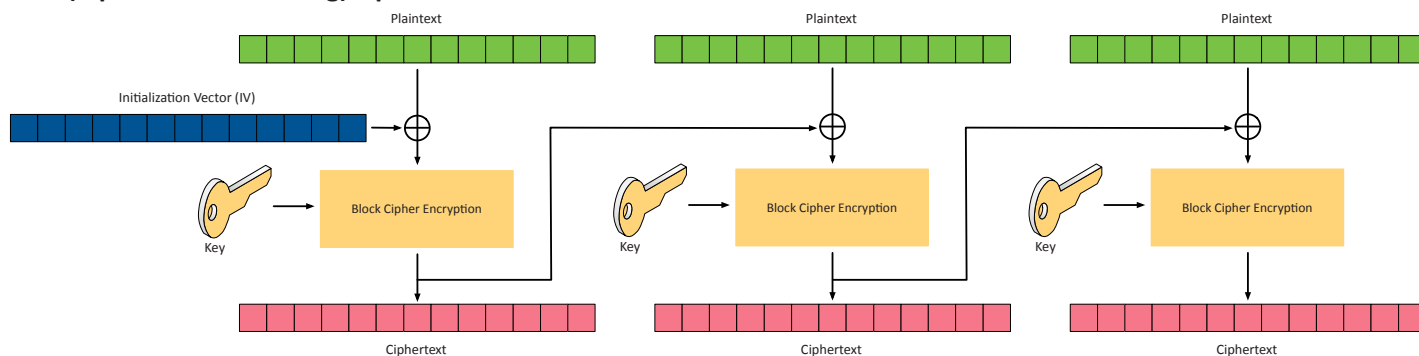 Plaintext
Plaintext
Plaintext
Initialization Vector (IV)
Block Cipher Encryption
Block Cipher Encryption
Block Cipher Encryption
Key
Key
Key
Ciphertext
Ciphertext
Ciphertext